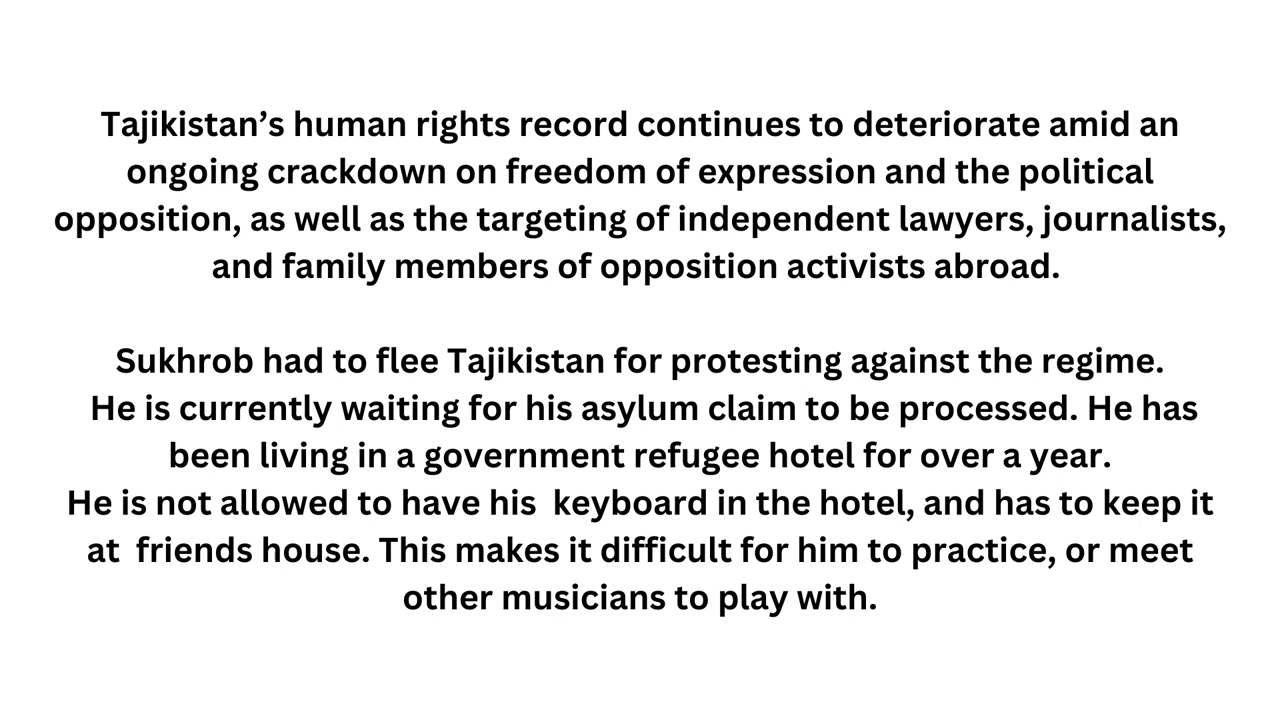 Tajikistan’s human rights record continues to deteriorate amid an
ongoing crackdown on freedom of expression and the political
opposition, as well as the targeting of independent lawyers, journalists,
and family members of opposition activists abroad.
Sukhrob had to flee Tajikistan for protesting against the regime.
He is currently waiting for his asylum claim to be processed. He has
been living in a government refugee hotel for over a year.
He is not allowed to have his  keyboard in the hotel, and has to keep it
at  friends house. This makes it difficult for him to practice, or meet
other musicians to play with.